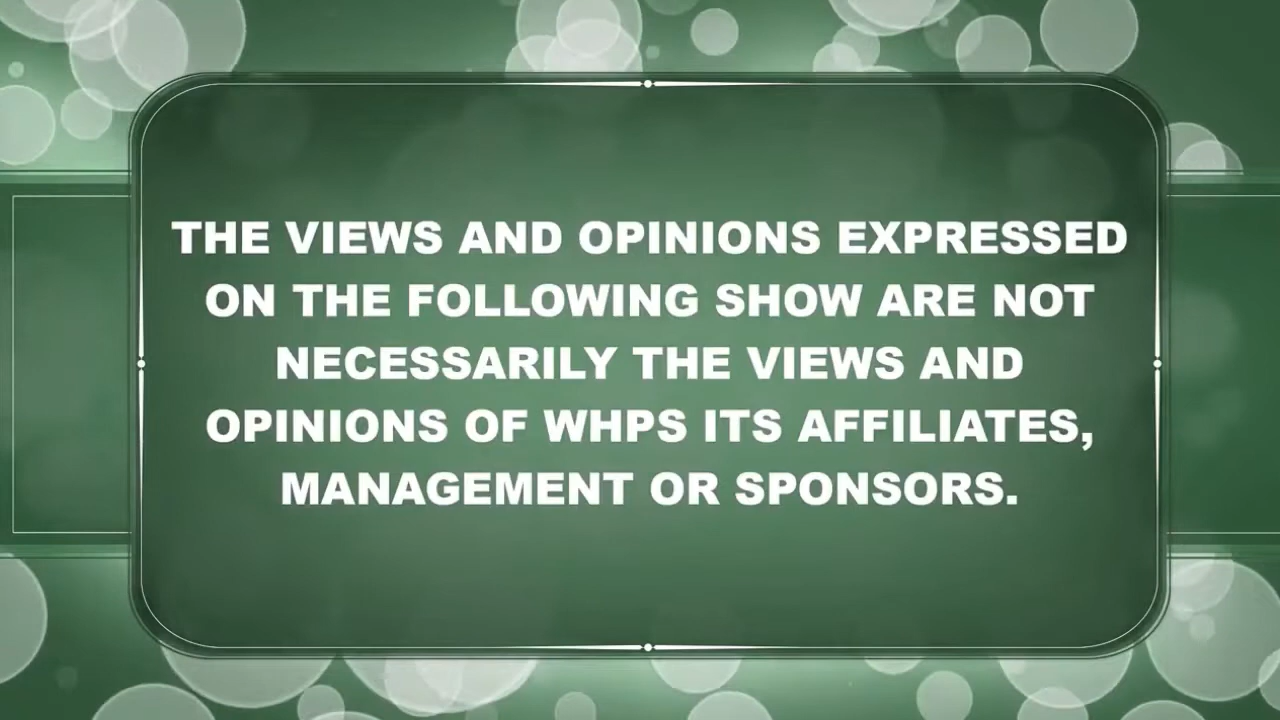 THE VIEWS AND OPINIONS EXPRESSED
ON THE FOLLOWING SHOW ARE NOT
NECESSARILY THE VIEWS AND
OPINIONS OF WHPS ITS AFFILIATES,
MANAGEMENT OR SPONSORS.